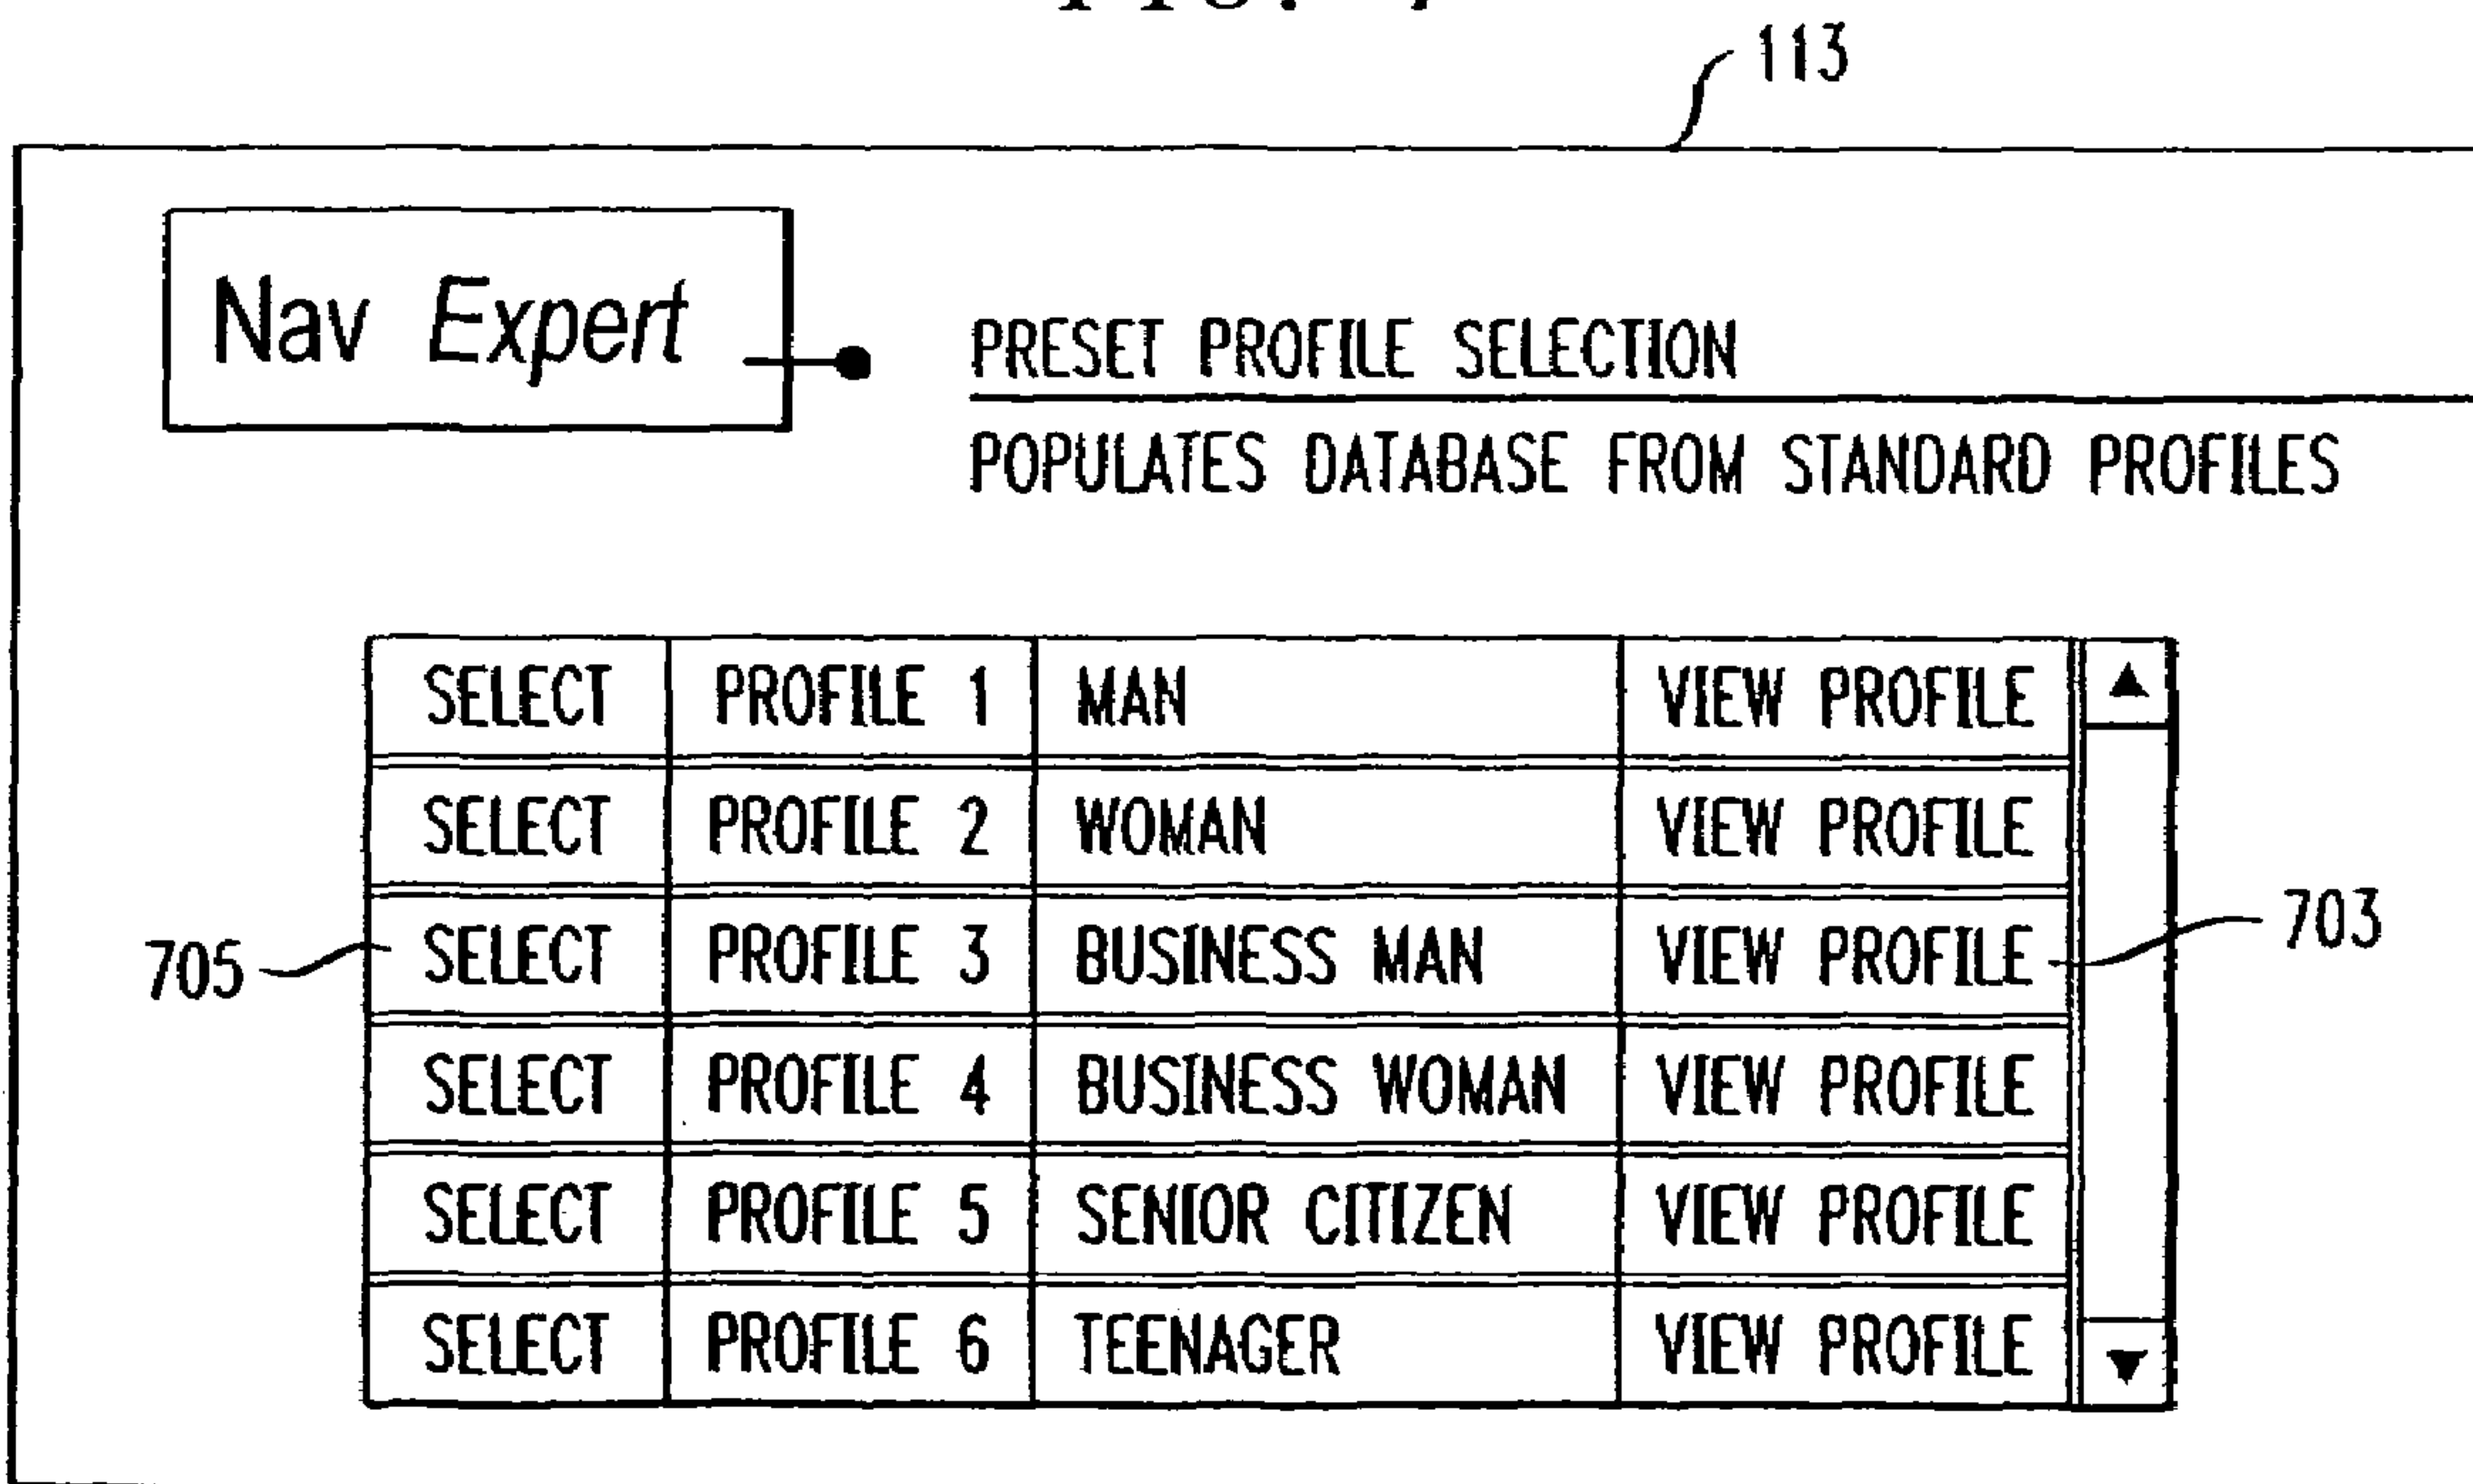 113
Nav Expert
PRESET PROFILE SELECTION
POPULATES DATABASE FROM STANDARD PROFILES
SELECT PROFILE 1 MAN VIEW PROFILE
SELECT PROFILE 2 WOMAN VIEW PROFILE
705 SELECT PROFILE 3 BUSINESS MAN VIEW PROFILE 703
SELECT PROFILE 4 BUSINESS WOMAN VIEW PROFILE
SELECT PROFILE 5 SENIOR CITIZEN VIEW PROFILE
SELECT PROFILE 6 TEENAGER VIEW PROFILE